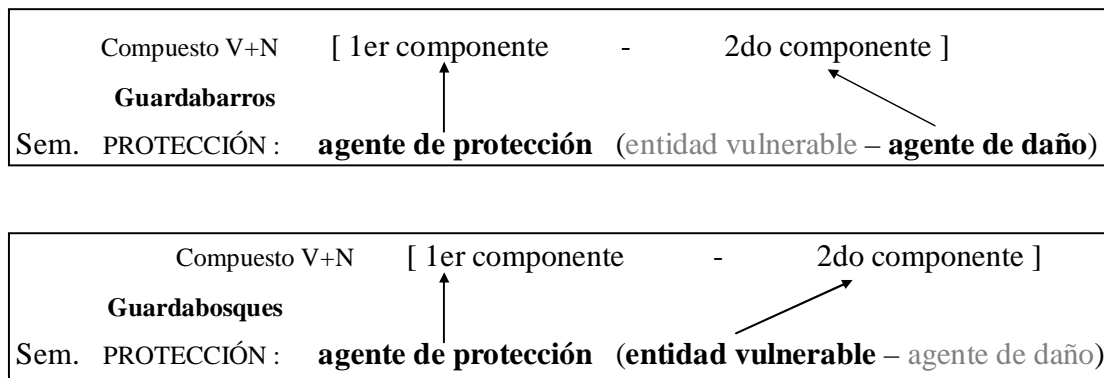 Compuesto V+N [ 1er componente - 2do componente ]
Guardabarros
Sem. PROTECCIÓN : agente de protección (entidad vulnerable – agente de daño)
Compuesto V+N [ 1er componente - 2do componente ]
Guardabosques
Sem. PROTECCIÓN : agente de protección (entidad vulnerable – agente de daño)